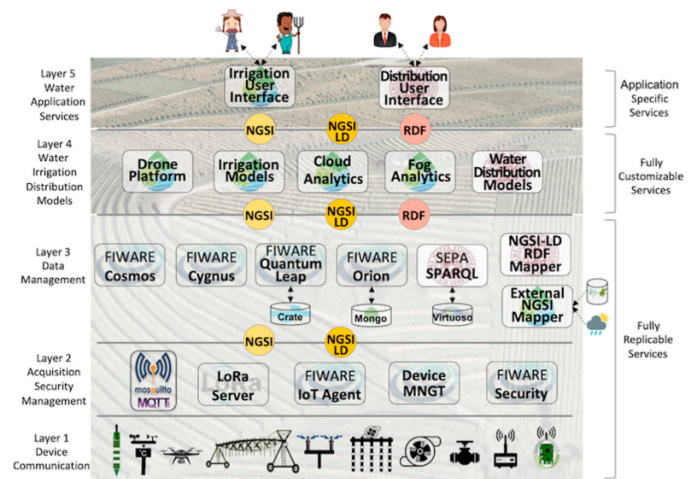 Layer 5
Water
Application
Services
Irrigation
User
Interface
Distribution
User
Interface
Application
Specific
Services
NGSI
NGSI
LD
RDF
Layer 4
Water
Irrigation
Distribution
Models
Drone
Platform
Irrigation
Models
Cloud
Analytics
Fog
Analytics
Water
Distribution
Models
Fully
Customizable
Services
NGSI
NGSI
LD
RDF
Layer 3
Data
Management
FIWARE
Cosmos
FIWARE
Cygnus
FIWARE
Quantum
Leap
FIWARE
Orion
SEPA
SPARQL
NGSI-LD
RDF
Mapper
External
NGSI
Mapper
Crate
Mongo
Virtuoso
Fully
Replicable
Services
NGSI
NGSI
LD
Layer 2
Acquisition
Security
Management
mosquitto
MQTT
LoRa
LoRa
Server
FIWARE
IoT Agent
Device
MNGT
FIWARE
Security
Layer 1
Device
Communication